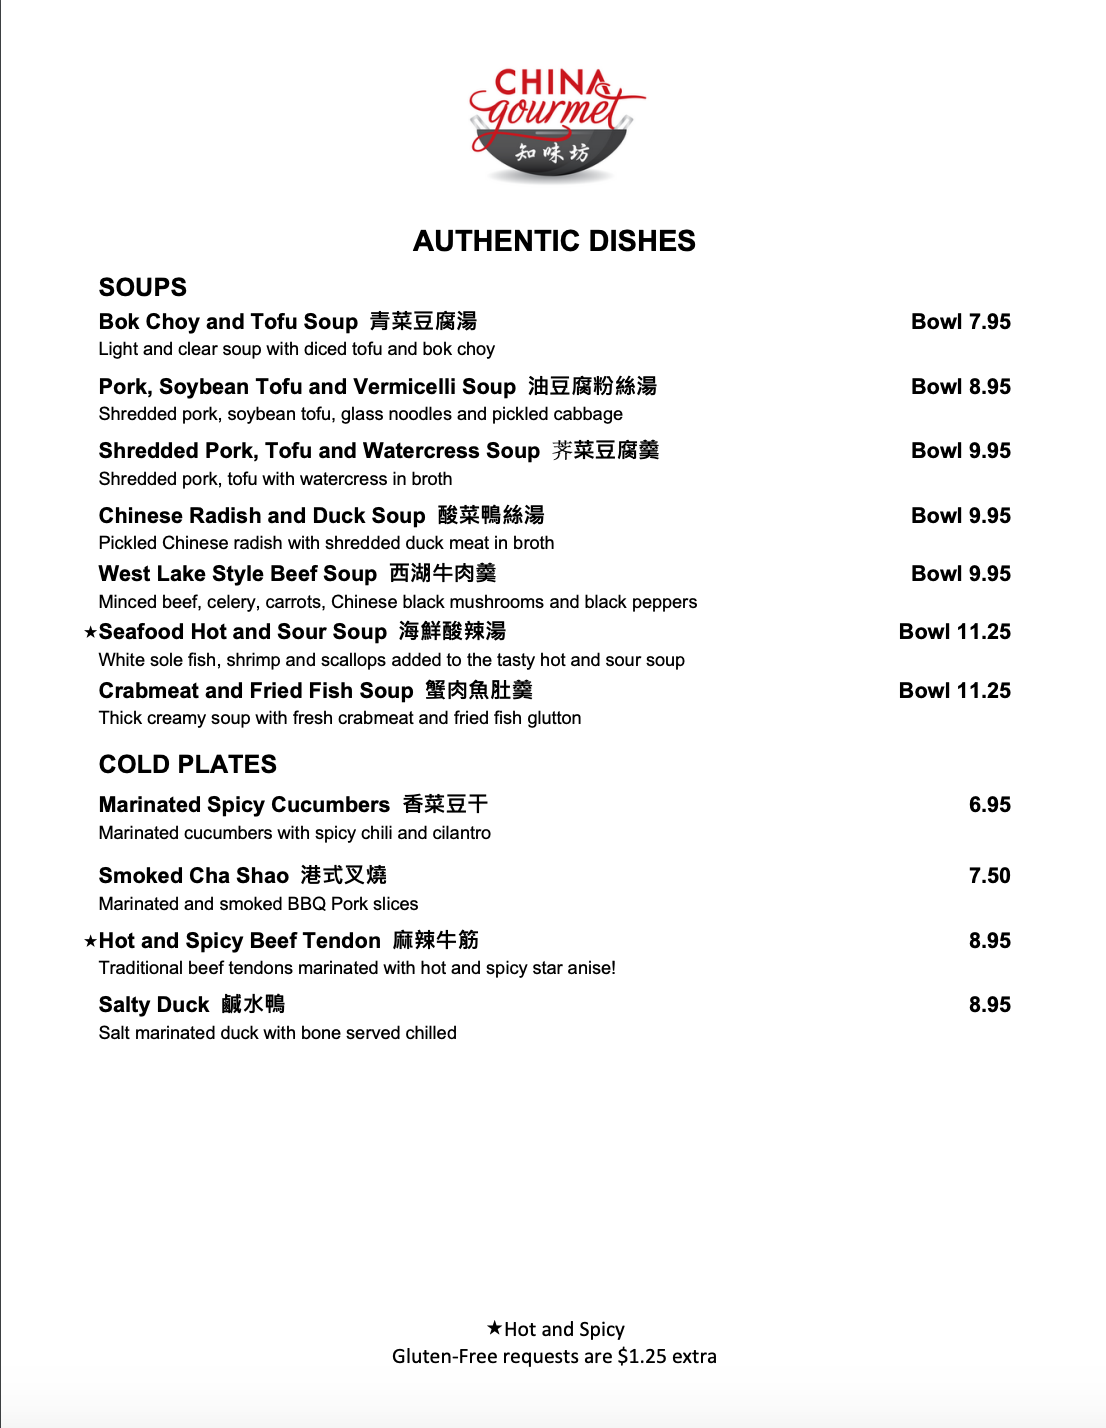 CHINA
gourmet
知味坊
AUTHENTIC DISHES
SOUPS
Bok Choy and Tofu Soup 青菜豆腐湯 Bowl 7.95
Light and clear soup with diced tofu and bok choy
Pork, Soybean Tofu and Vermicelli Soup 油豆腐粉絲湯 Bowl 8.95
Shredded pork, soybean tofu, glass noodles and pickled cabbage
Shredded Pork, Tofu and Watercress Soup 荠菜豆腐羹 Bowl 9.95
Shredded pork, tofu with watercress in broth
Chinese Radish and Duck Soup 酸菜鴨絲湯 Bowl 9.95
Pickled Chinese radish with shredded duck meat in broth
West Lake Style Beef Soup 西湖牛肉羹 Bowl 9.95
Minced beef, celery, carrots, Chinese black mushrooms and black peppers
★Seafood Hot and Sour Soup 海鮮酸辣湯 Bowl 11.25
White sole fish, shrimp and scallops added to the tasty hot and sour soup
Crabmeat and Fried Fish Soup 蟹肉魚肚羹 Bowl 11.25
Thick creamy soup with fresh crabmeat and fried fish glutton
COLD PLATES
Marinated Spicy Cucumbers 香菜豆干 6.95
Marinated cucumbers with spicy chili and cilantro
Smoked Cha Shao 港式叉燒 7.50
Marinated and smoked BBQ Pork slices
★Hot and Spicy Beef Tendon 麻辣牛筋 8.95
Traditional beef tendons marinated with hot and spicy star anise!
Salty Duck 鹹水鴨 8.95
Salt marinated duck with bone served chilled
★Hot and Spicy
Gluten-Free requests are $1.25 extra